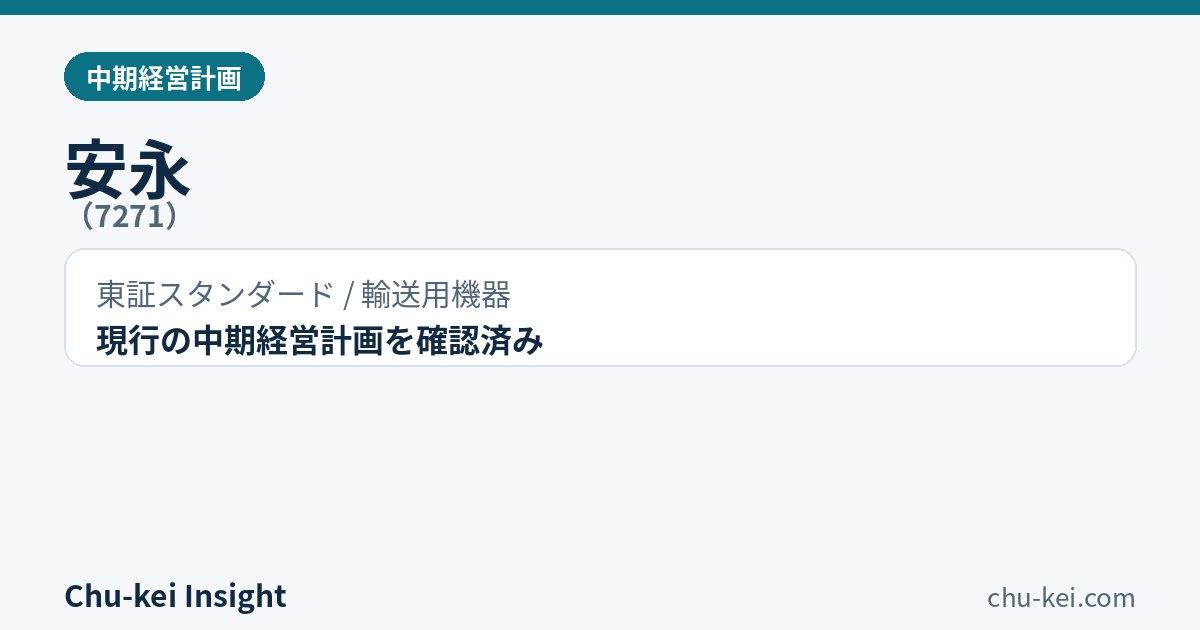 中期経営計画
安永
（7271）
東証スタンダード / 輸送用機器
現行の中期経営計画を確認済み
Chu-kei Insight
chu-kei.com